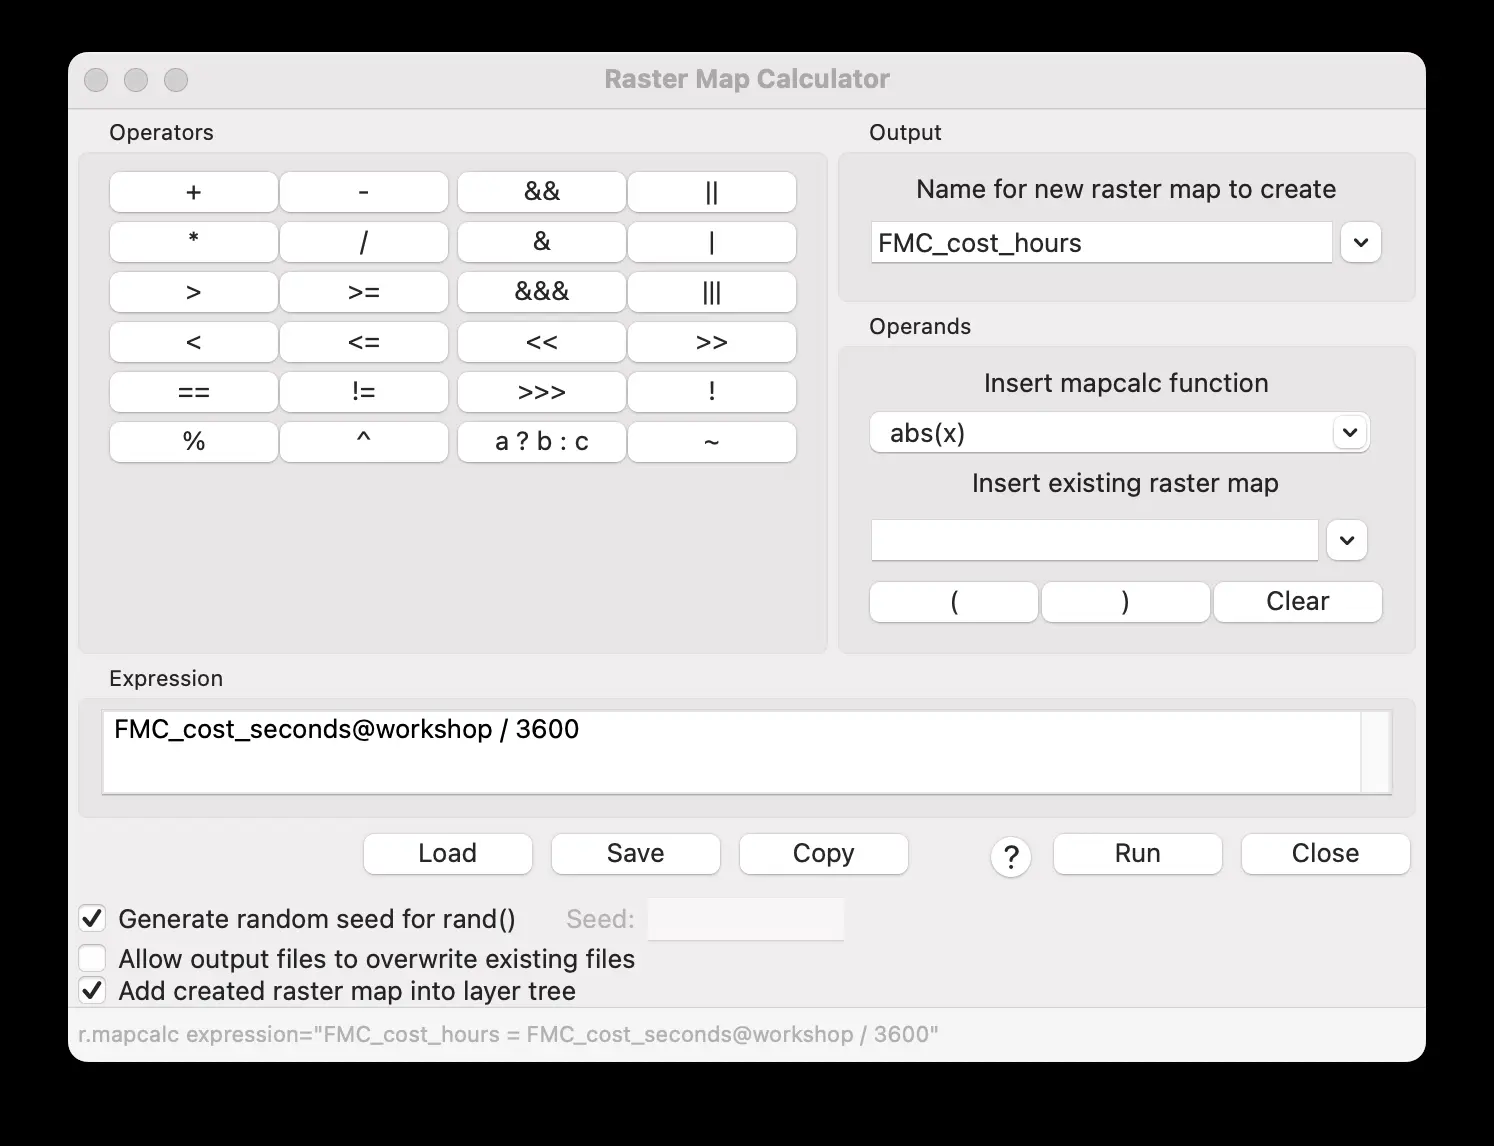 Raster Map Calculator
Operators
+ - && ||
* / & |
> >= &&& |||
< <= << >>
== != >>> !
% ^ a ? b : c ~
Output
Name for new raster map to create
FMC_cost_hours
Operands
Insert mapcalc function
abs(x)
Insert existing raster map
( ) Clear
Expression
FMC_cost_seconds@workshop / 3600
Load Save Copy ? Run Close
Generate random seed for rand() Seed:
Allow output files to overwrite existing files
Add created raster map into layer tree
r.mapcalc expression="FMC_cost_hours = FMC_cost_seconds@workshop / 3600"